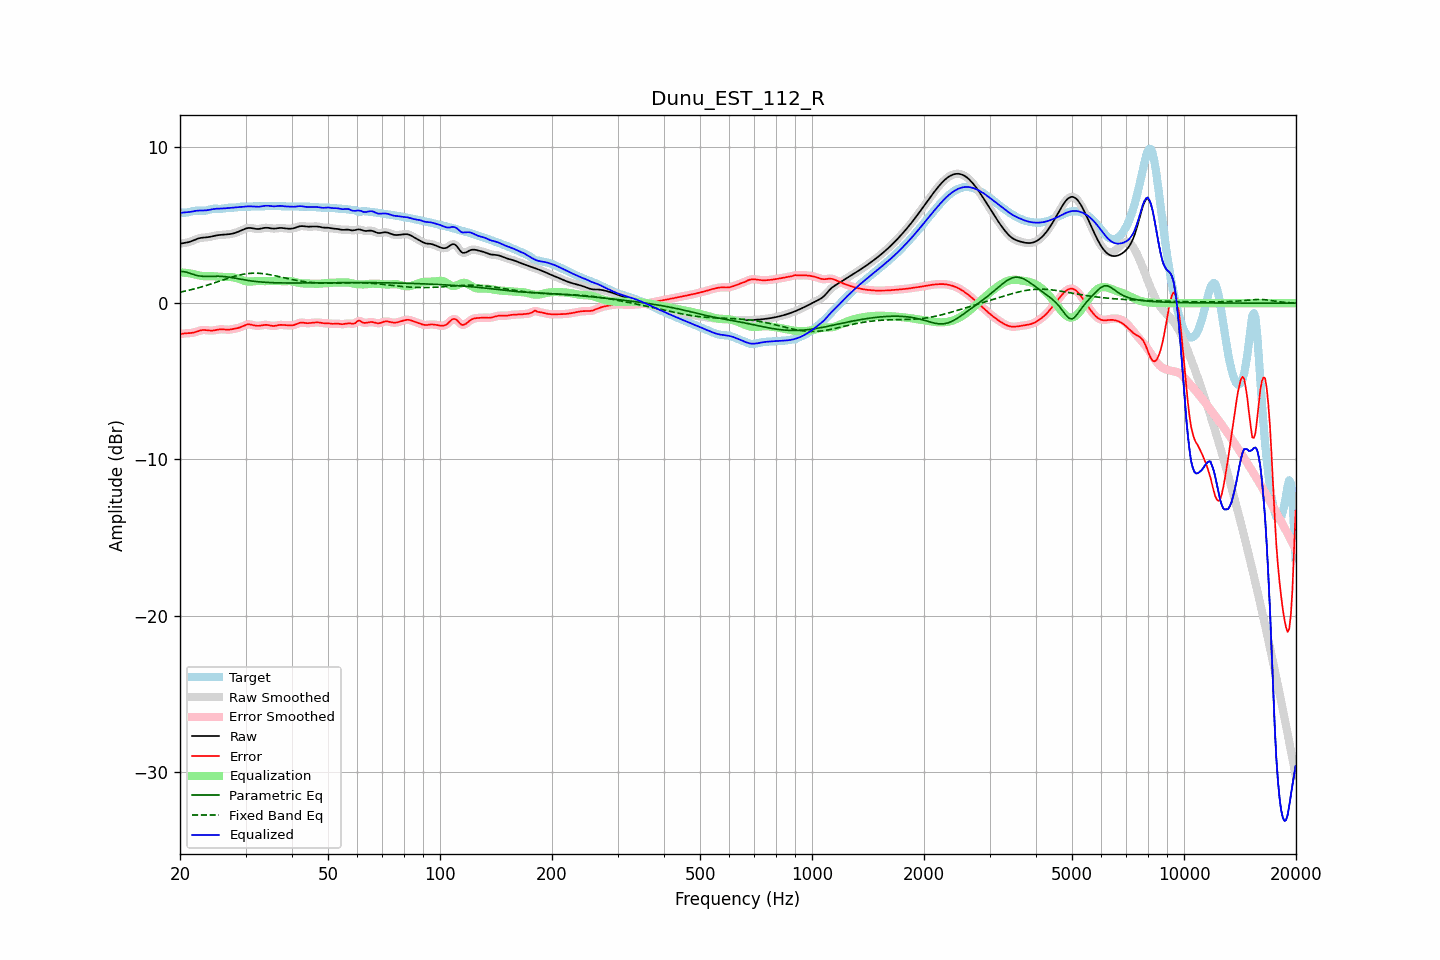 Dunu_EST_112_R
10
0
−10
−20
−30
Amplitude (dBr)
20
50
100
200
500
1000
2000
5000
10000
20000
Frequency (Hz)
Target
Raw Smoothed
Error Smoothed
Raw
Error
Equalization
Parametric Eq
Fixed Band Eq
Equalized